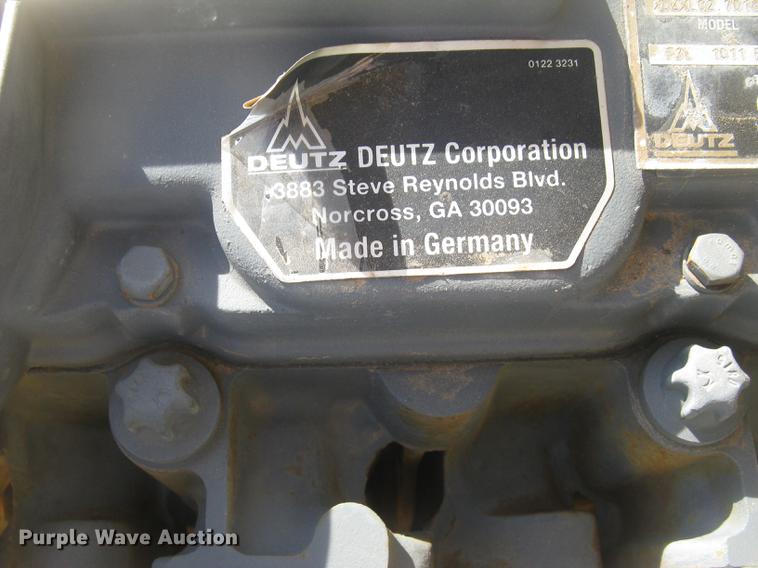 MODEL
1011 F
DEUTZ
0122 3231
DEUTZ DEUTZ Corporation
3883 Steve Reynolds Blvd.
Norcross, GA 30093
Made in Germany
Purple Wave Auction®